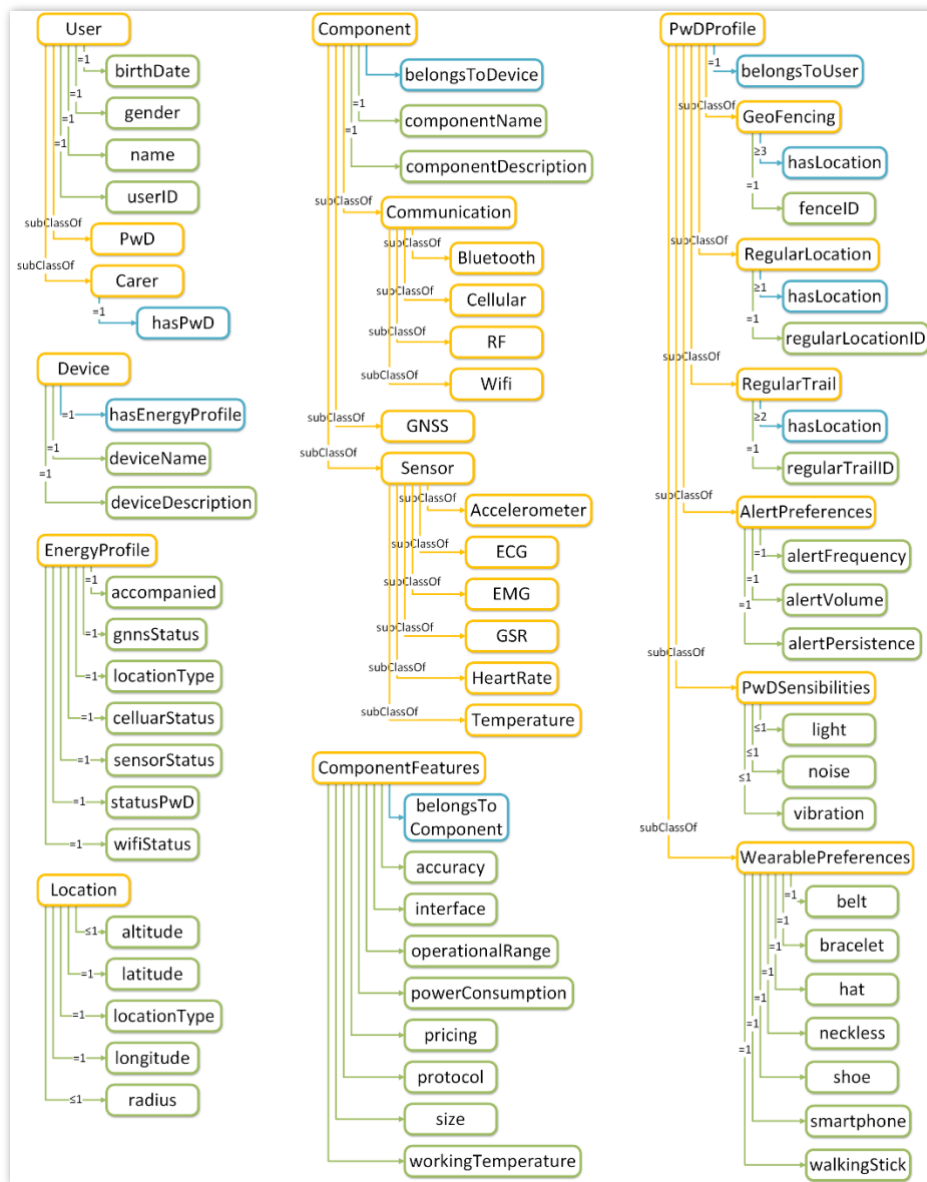 User
=1
birthDate
=1
gender
=1
name
=1
userID
subClassOf
PwD
subClassOf
Carer
=1
hasPwD
Device
=1
hasEnergyProfile
=1
deviceName
=1
deviceDescription
EnergyProfile
=1
accompanied
=1
gnnsStatus
=1
locationType
=1
celluarStatus
=1
sensorStatus
=1
statusPwD
=1
wifiStatus
Location
≤1
altitude
=1
latitude
=1
locationType
=1
longitude
≤1
radius
Component
belongsToDevice
=1
componentName
=1
componentDescription
subClassOf
Communication
subClassOf
Bluetooth
subClassOf
Cellular
subClassOf
RF
subClassOf
Wifi
subClassOf
GNSS
subClassOf
Sensor
subClassOf
Accelerometer
subClassOf
ECG
subClassOf
EMG
subClassOf
GSR
subClassOf
HeartRate
subClassOf
Temperature
ComponentFeatures
belongsTo
Component
accuracy
interface
operationalRange
powerConsumption
pricing
protocol
size
workingTemperature
PwDProfile
=1
belongsToUser
subClassOf
GeoFencing
≥3
hasLocation
=1
fenceID
subClassOf
RegularLocation
≥1
hasLocation
=1
regularLocationID
subClassOf
RegularTrail
≥2
hasLocation
=1
regularTrailID
subClassOf
AlertPreferences
=1
alertFrequency
=1
alertVolume
=1
alertPersistence
subClassOf
PwDSensibilities
≤1
light
≤1
noise
≤1
vibration
subClassOf
WearablePreferences
=1
belt
=1
bracelet
=1
hat
=1
neckless
=1
shoe
=1
smartphone
=1
walkingStick